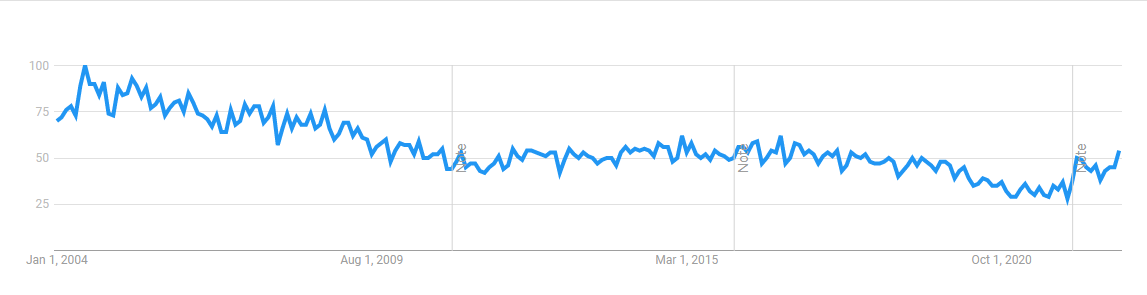 100
75
50
25
Note
Note
Note
Jan 1, 2004
Aug 1, 2009
Mar 1, 2015
Oct 1, 2020